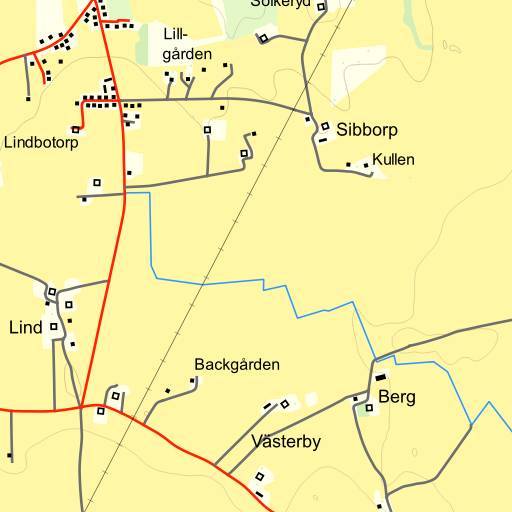 Solkeryd
Lill-
gården
Sibborp
Lindbotorp
Kullen
Lind
Backgården
Berg
Västerby